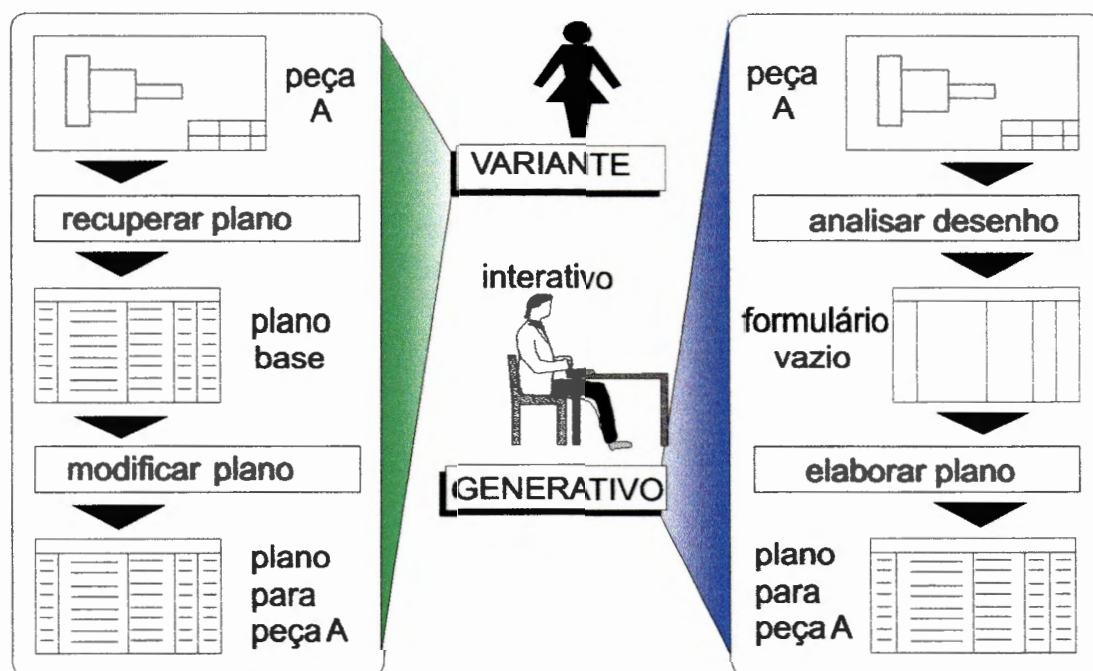 peça
A
recuperar plano
plano
base
modificar plano
plano
para
peça A
VARIANTE
interativo
GENERATIVO
peça
A
analisar desenho
formulário
vazio
elaborar plano
plano
para
peça A